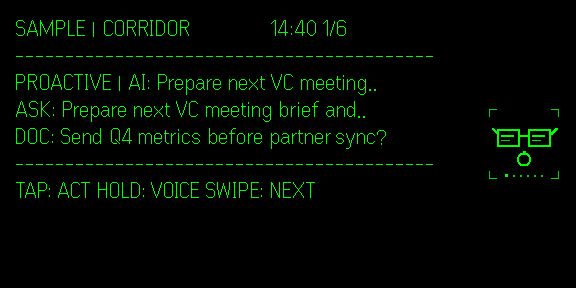 SAMPLE | CORRIDOR 14:40 1/6
PROACTIVE | AI: Prepare next VC meeting..
ASK: Prepare next VC meeting brief and..
DOC: Send Q4 metrics before partner sync?
TAP: ACT HOLD: VOICE SWIPE: NEXT